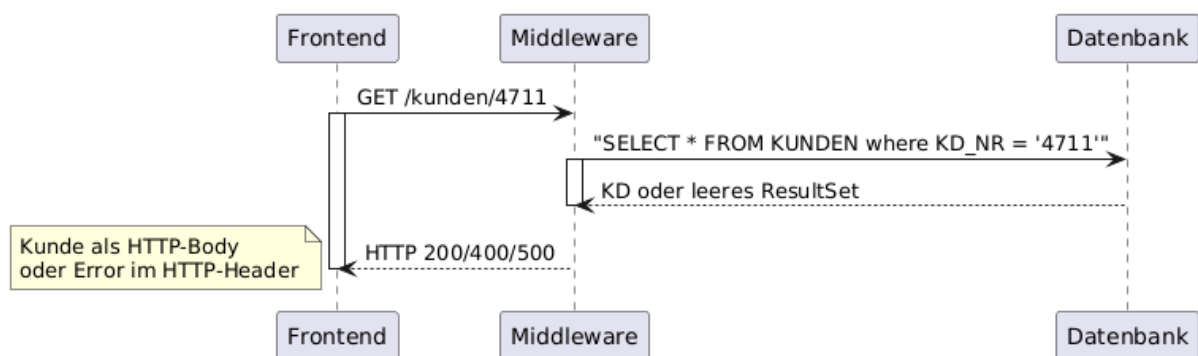 Frontend
Middleware
Datenbank
GET /kunden/4711
"SELECT * FROM KUNDEN where KD_NR = '4711'"
KD oder leeres ResultSet
HTTP 200/400/500
Kunde als HTTP-Body
oder Error im HTTP-Header
Frontend
Middleware
Datenbank